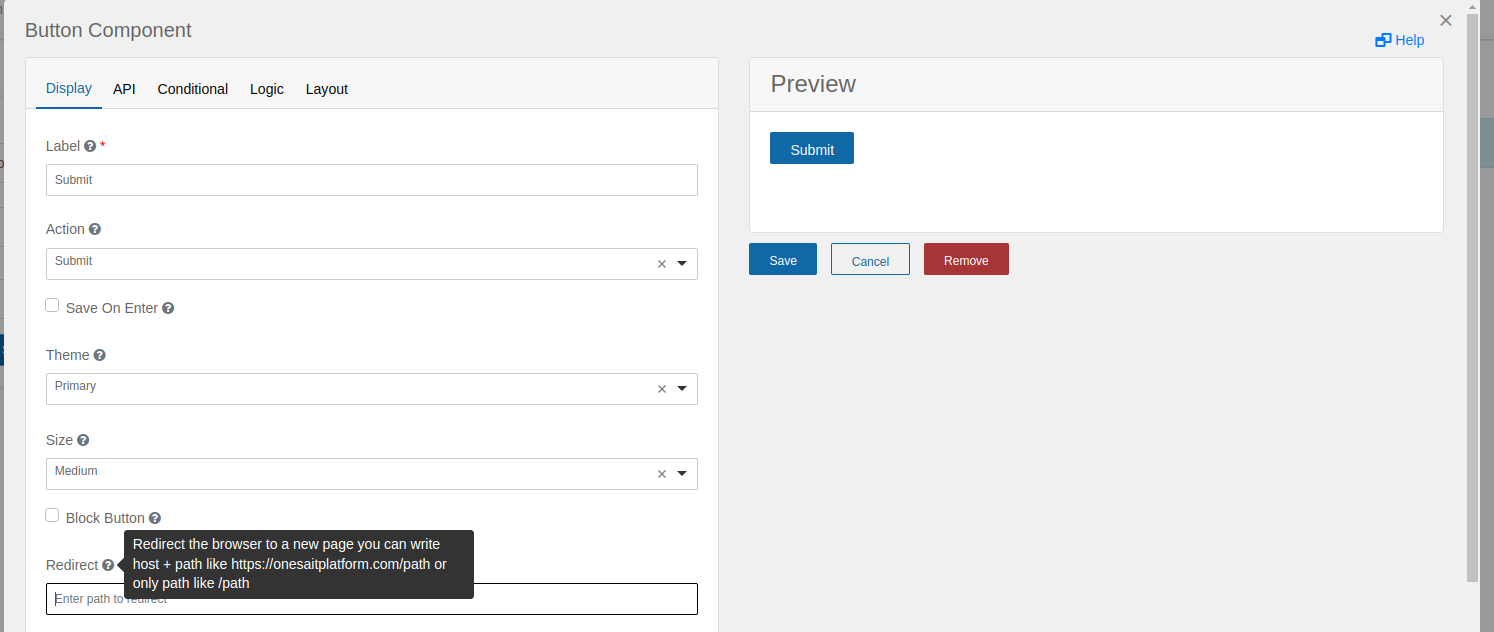 Button Component
×
Help
Display API Conditional Logic Layout
Preview
Label *
Submit
Submit
Action
Submit ×
Save Cancel Remove
Save On Enter
Theme
Primary ×
Size
Medium ×
Block Button
Redirect
Redirect the browser to a new page you can write
host + path like https://onesaitplatform.com/path or
only path like /path
Enter path to redirect